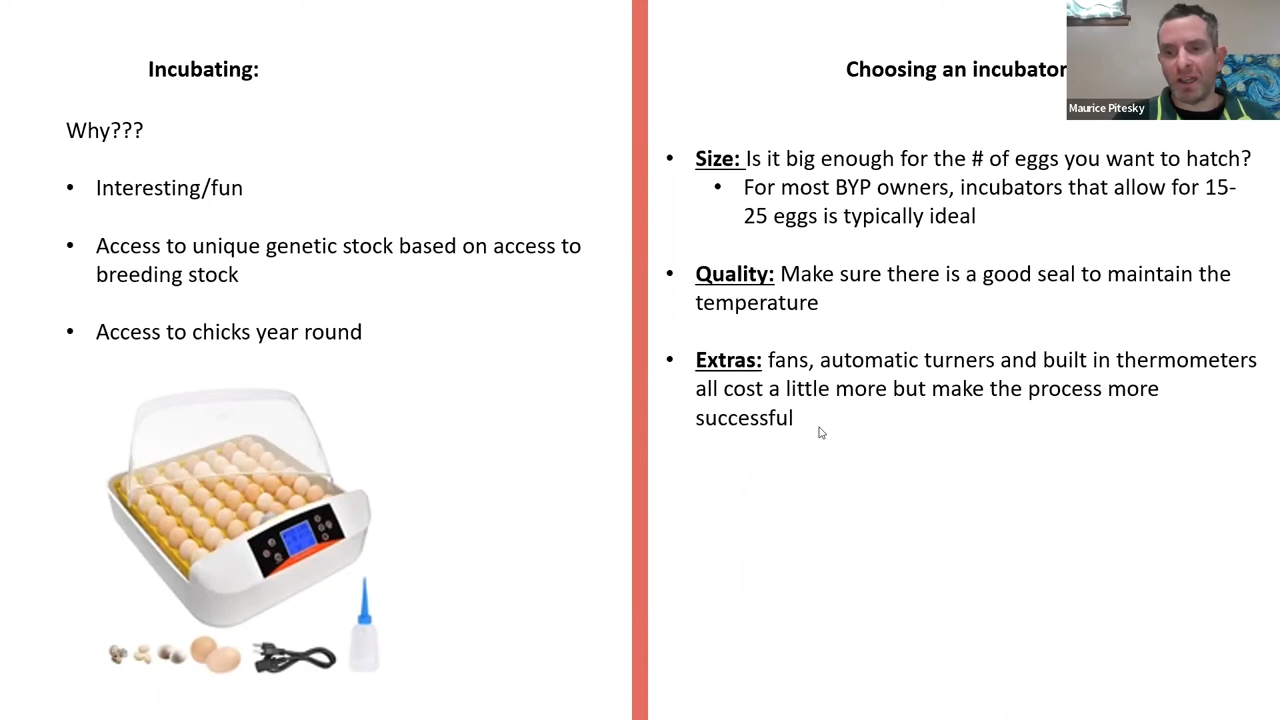 Incubating:
Why???
• Interesting/fun
• Access to unique genetic stock based on access to
breeding stock
• Access to chicks year round
Choosing an incubator
Maurice Pitesky
• Size: Is it big enough for the # of eggs you want to hatch?
• For most BYP owners, incubators that allow for 15-
25 eggs is typically ideal
• Quality: Make sure there is a good seal to maintain the
temperature
• Extras: fans, automatic turners and built in thermometers
all cost a little more but make the process more
successful